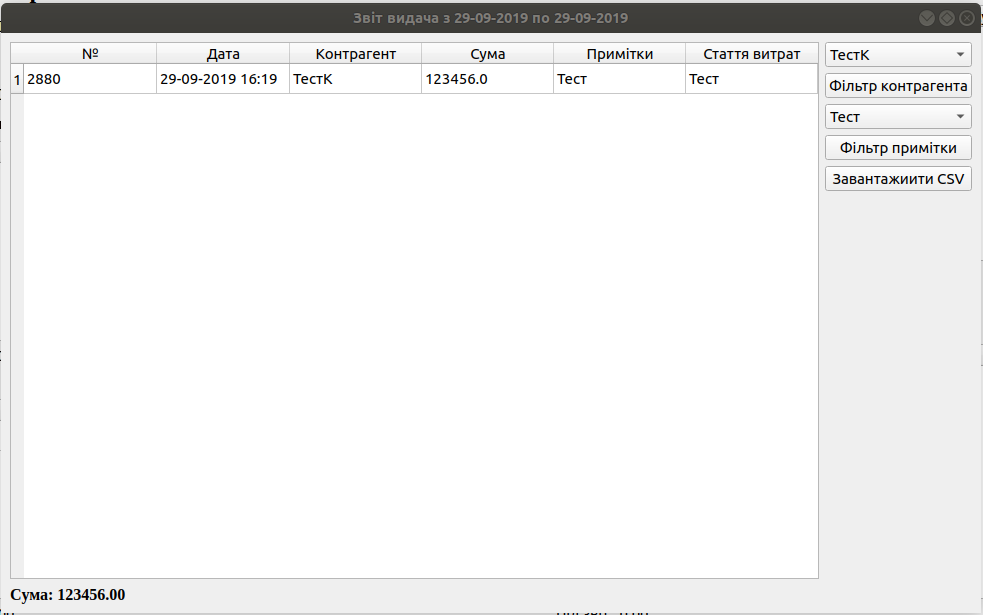 Звіт видача з 29-09-2019 по 29-09-2019
№ Дата Контрагент Сума Примітки Стаття витрат
1 2880 29-09-2019 16:19 ТестК 123456.0 Тест Тест
ТестК
Фільтр контрагента
Тест
Фільтр примітки
Завантажиити CSV
Сума: 123456.00